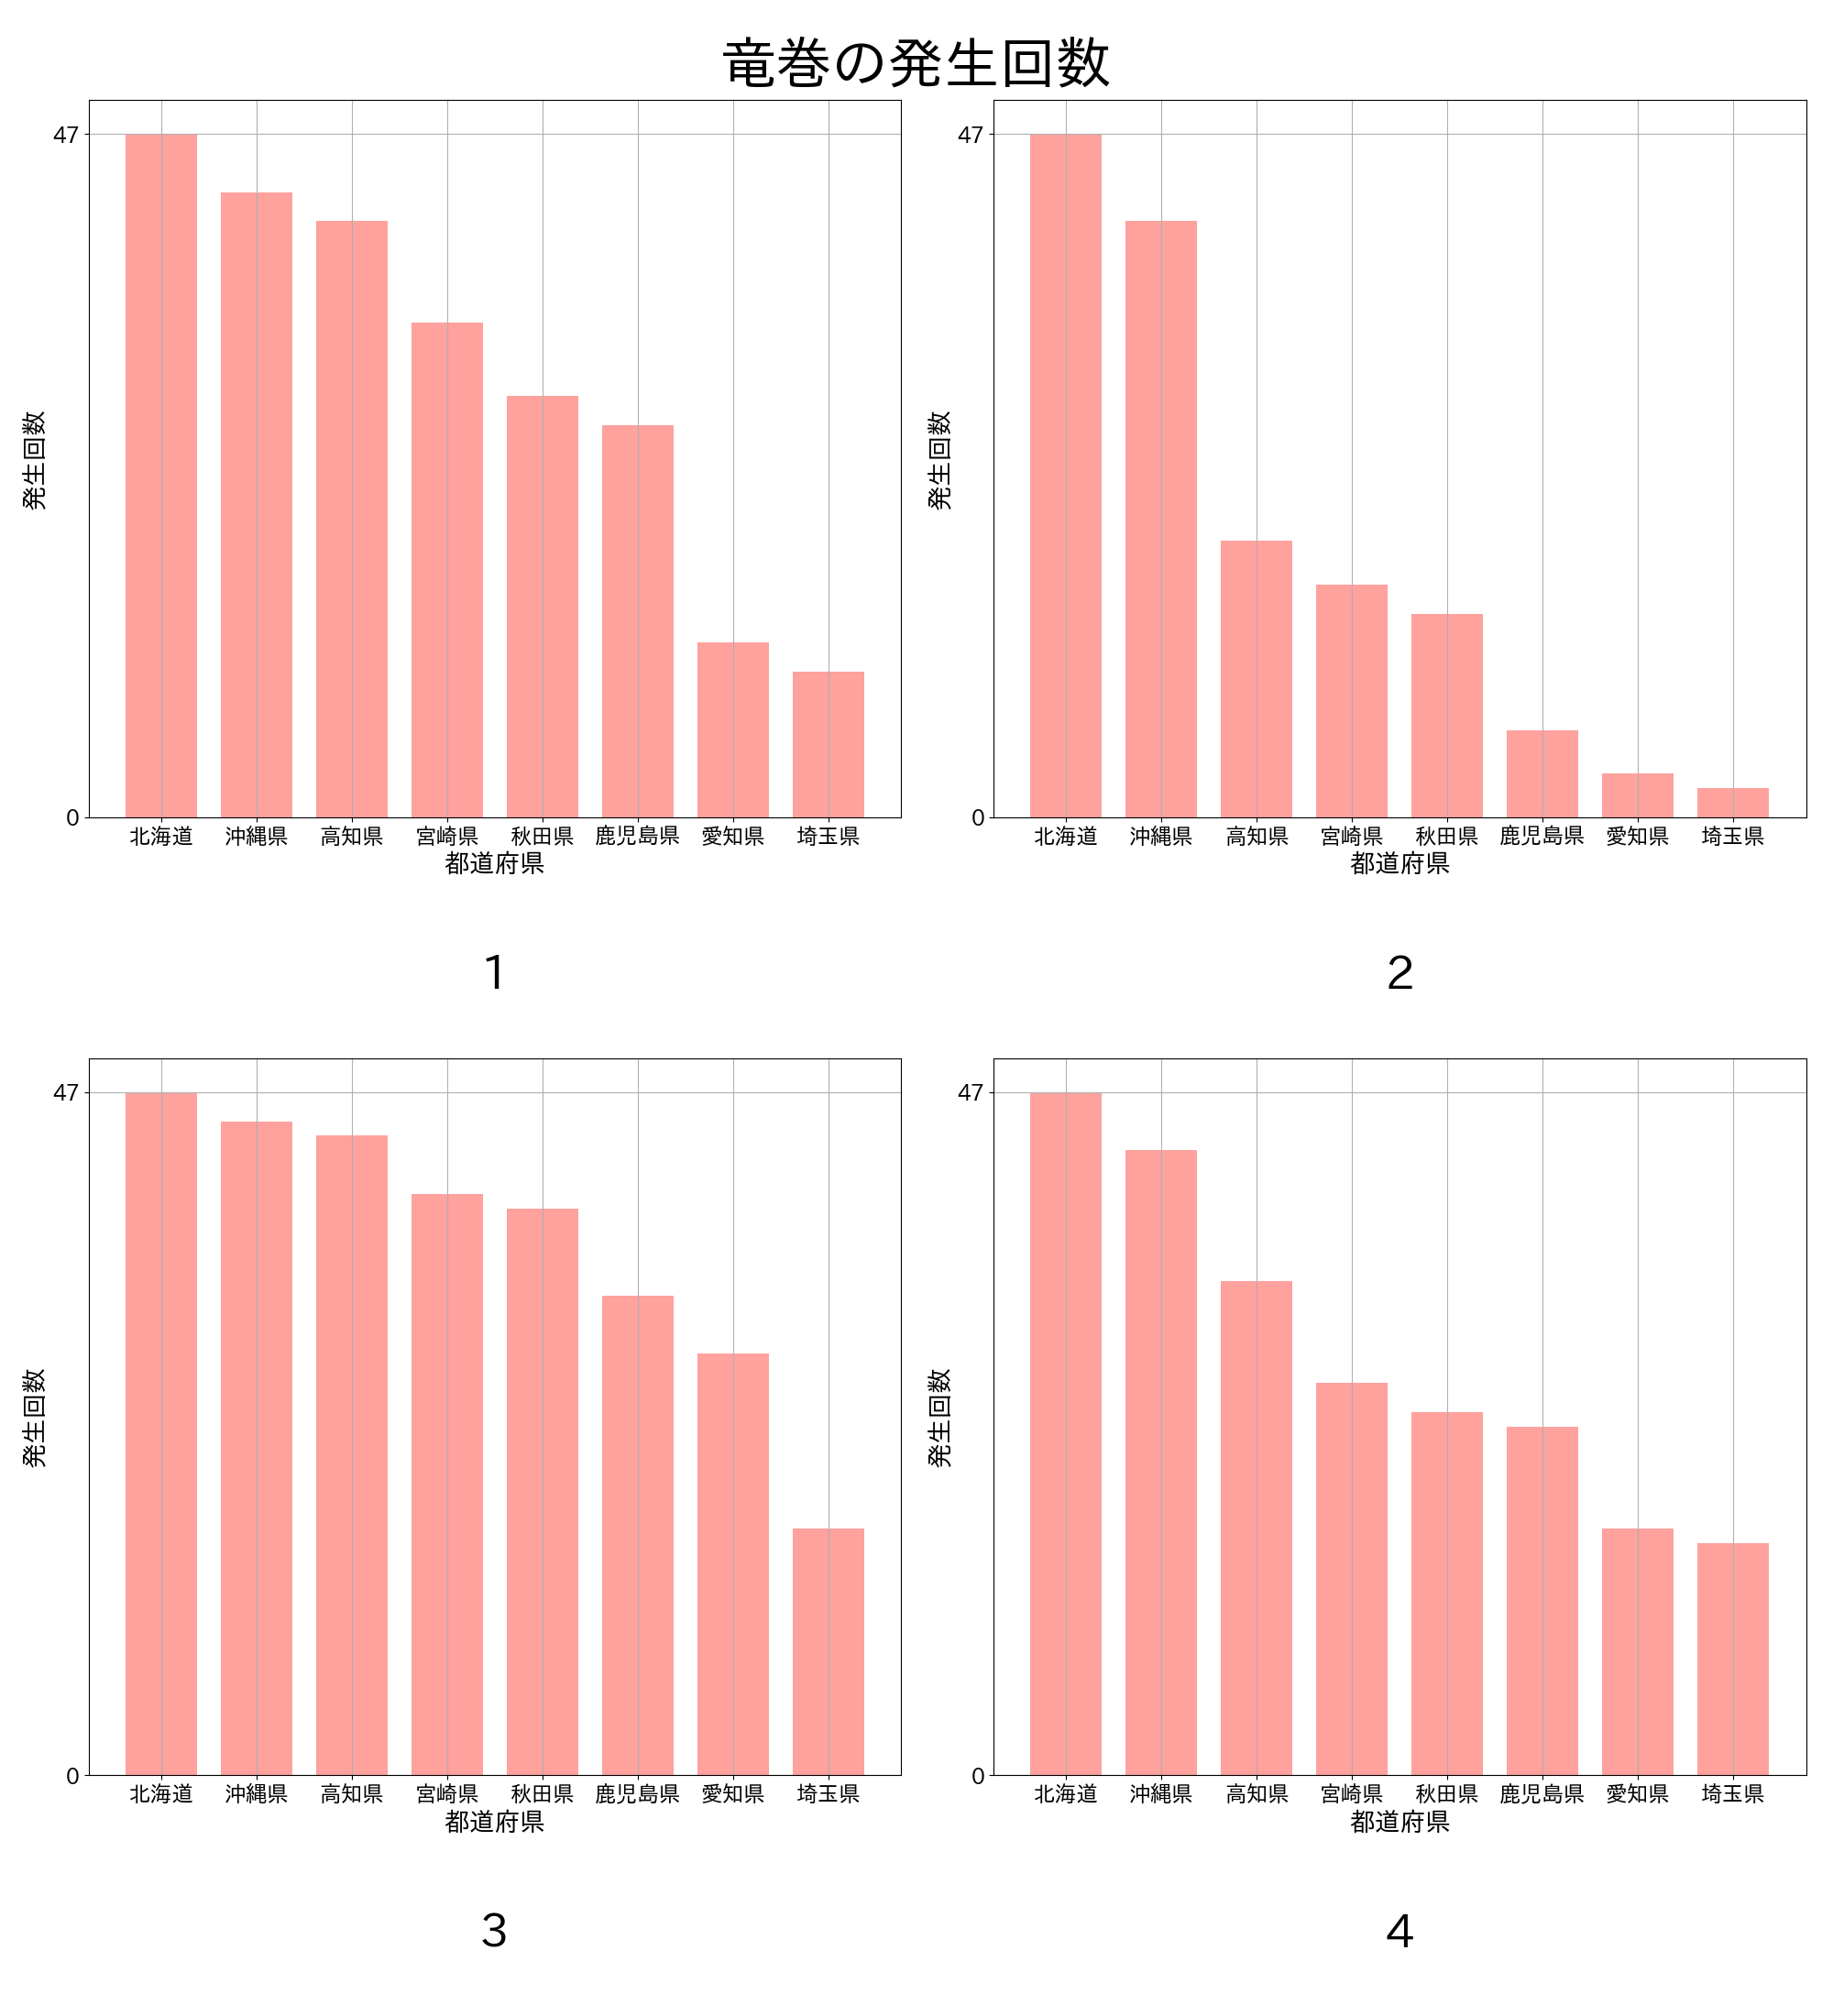 竜巻の発生回数
47
0
発生回数
北海道 沖縄県 高知県 宮崎県 秋田県 鹿児島県 愛知県 埼玉県
都道府県
1
47
0
発生回数
北海道 沖縄県 高知県 宮崎県 秋田県 鹿児島県 愛知県 埼玉県
都道府県
2
47
0
発生回数
北海道 沖縄県 高知県 宮崎県 秋田県 鹿児島県 愛知県 埼玉県
都道府県
3
47
0
発生回数
北海道 沖縄県 高知県 宮崎県 秋田県 鹿児島県 愛知県 埼玉県
都道府県
4